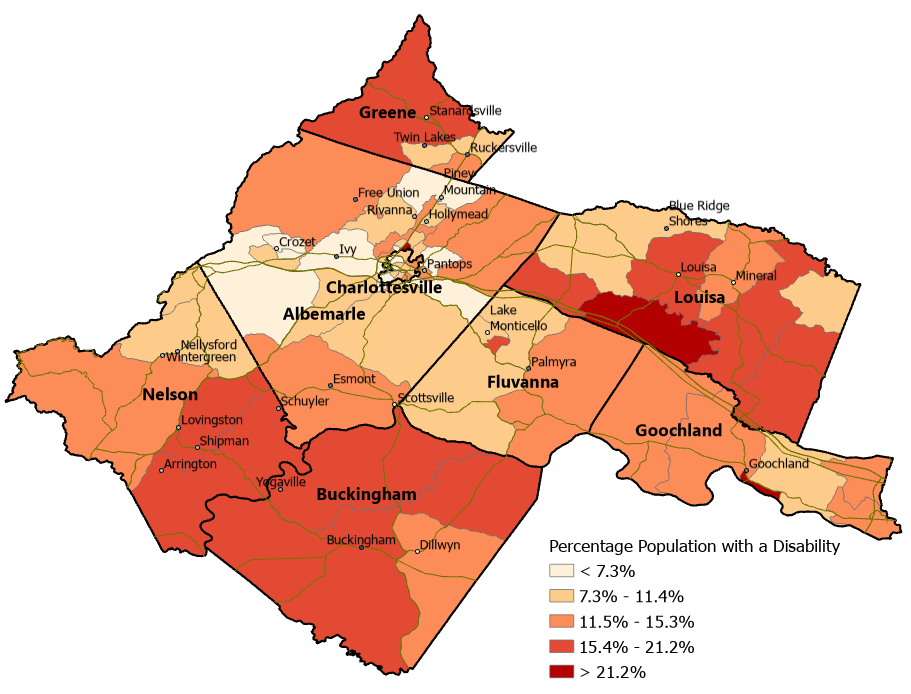 Greene
Stanardsville
Twin Lakes
Ruckersville
Piney
Mountain
Free Union
Rivanna
Hollymead
Blue Ridge
Shores
Crozet
Ivy
Pantops
Louisa
Mineral
Charlottesville
Louisa
Albemarle
Lake
Monticello
Nellysford
Wintergreen
Palmyra
Esmont
Fluvanna
Nelson
Schuyler
Scottsville
Lovingston
Goochland
Shipman
Arrington
Goochland
Yogaville
Buckingham
Buckingham
Dillwyn
Percentage Population with a Disability
< 7.3%
7.3% - 11.4%
11.5% - 15.3%
15.4% - 21.2%
> 21.2%